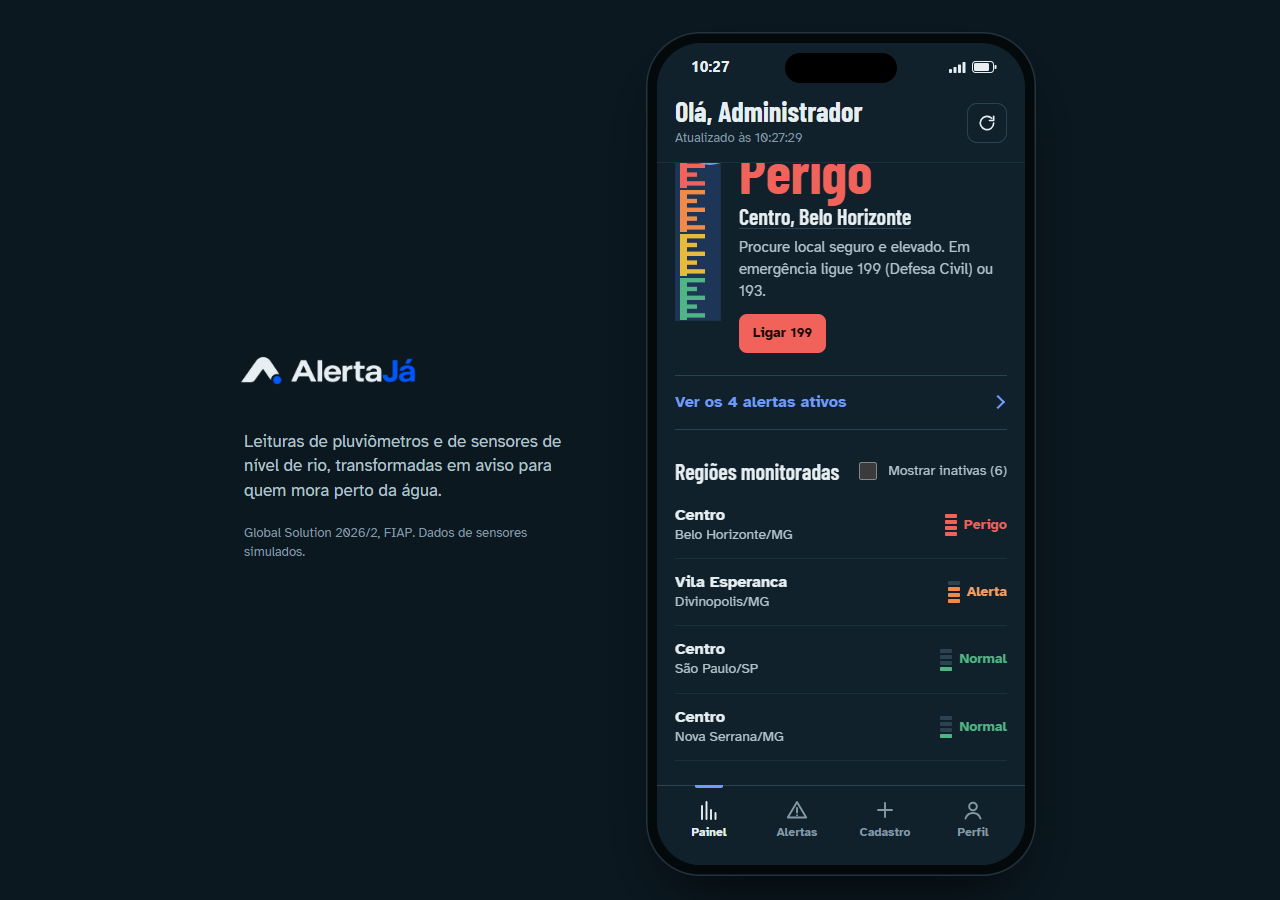 10:27
Olá, Administrador
Atualizado às 10:27:29
Perigo
Centro, Belo Horizonte
Procure local seguro e elevado. Em
emergência ligue 199 (Defesa Civil) ou
193.
Ligar 199
AlertaJá
Leituras de pluviômetros e de sensores de
nível de rio, transformadas em aviso para
quem mora perto da água.
Global Solution 2026/2, FIAP. Dados de sensores
simulados.
Ver os 4 alertas ativos
Regiões monitoradas
Mostrar inativas (6)
Centro
Belo Horizonte/MG
Perigo
Vila Esperanca
Divinopolis/MG
Alerta
Centro
São Paulo/SP
Normal
Centro
Nova Serrana/MG
Normal
Painel
Alertas
Cadastro
Perfil